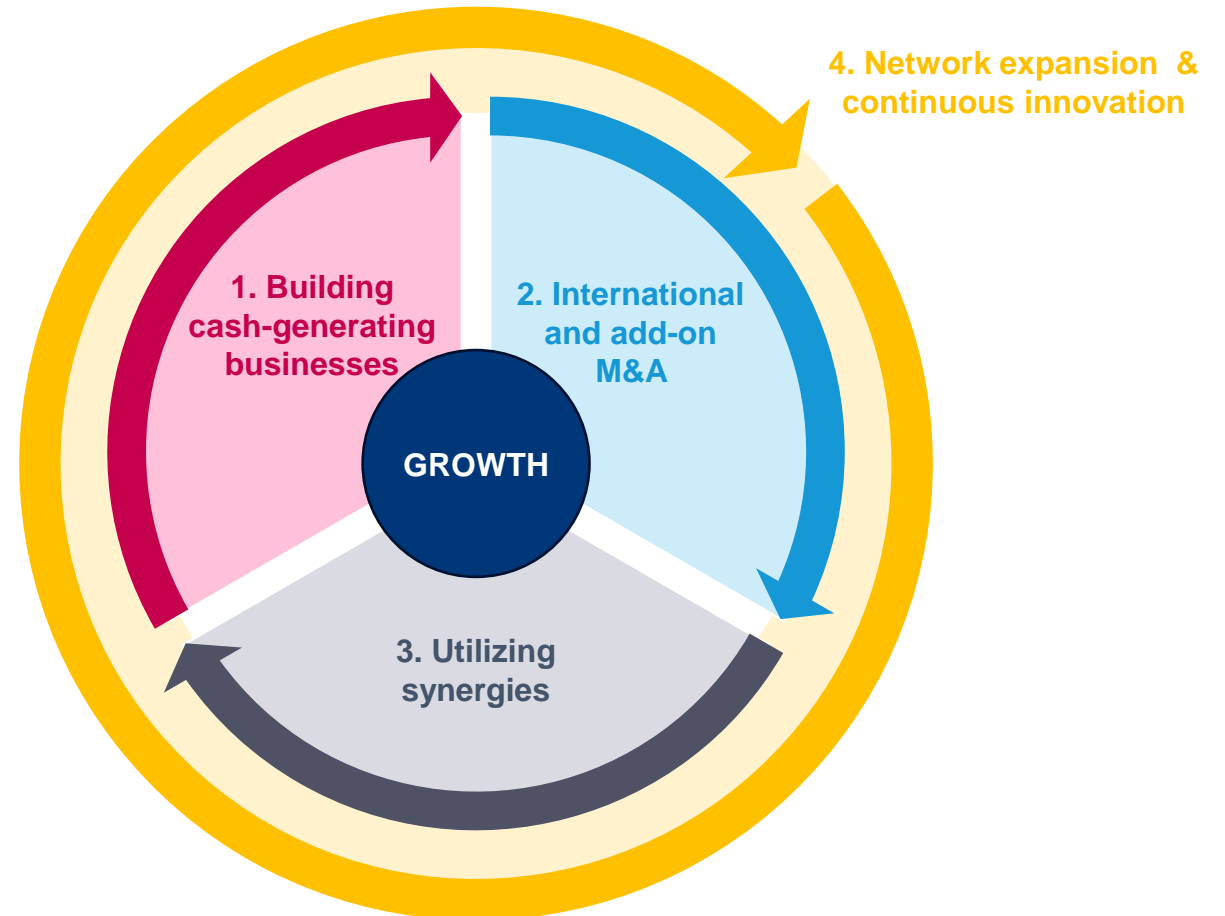 4. Network expansion &
continuous innovation
1. Building
cash-generating
businesses
2. International
and add-on
M&A
GROWTH
3. Utilizing
synergies